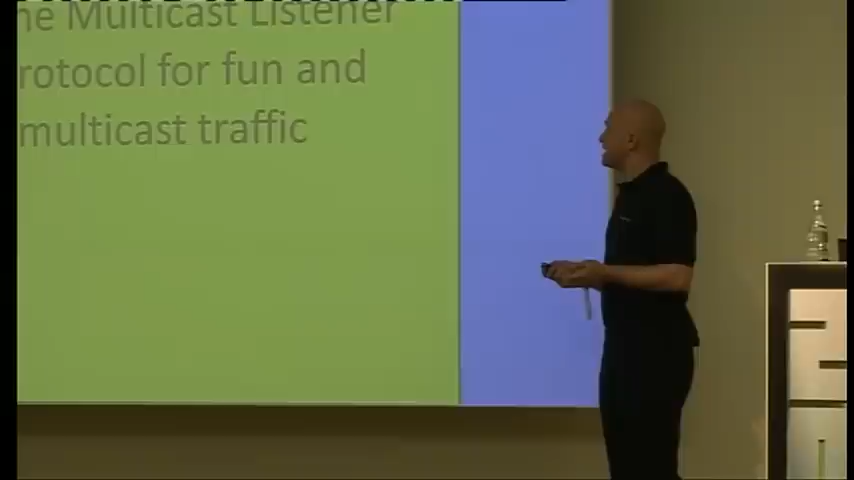 he Multicast Listener
rotocol for fun and
multicast traffic